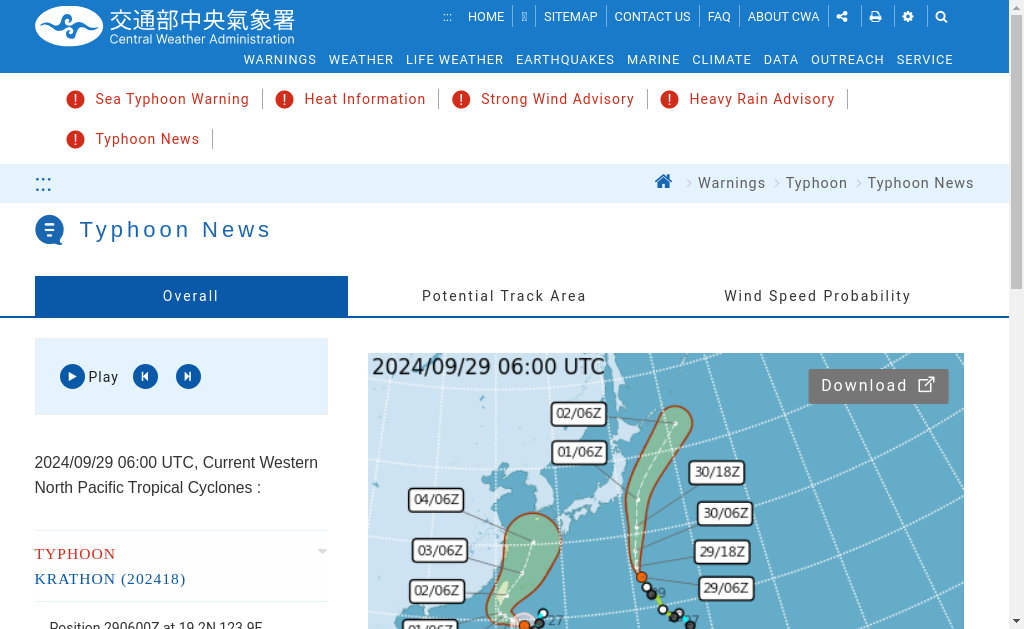 交通部中央氣象署
Central Weather Administration
::: HOME SITEMAP CONTACT US FAQ ABOUT CWA
WARNINGS WEATHER LIFE WEATHER EARTHQUAKES MARINE CLIMATE DATA OUTREACH SERVICE
Sea Typhoon Warning Heat Information Strong Wind Advisory Heavy Rain Advisory
Typhoon News
:::
Warnings Typhoon Typhoon News
Typhoon News
Overall Potential Track Area Wind Speed Probability
Play
2024/09/29 06:00 UTC, Current Western
North Pacific Tropical Cyclones :
TYPHOON
KRATHON (202418)
Position 290600Z at 19.2N 123.9E
2024/09/29 06:00 UTC
Download
02/06Z
01/06Z
30/18Z
04/06Z
30/06Z
03/06Z
29/18Z
02/06Z
29/06Z
01/06Z
27